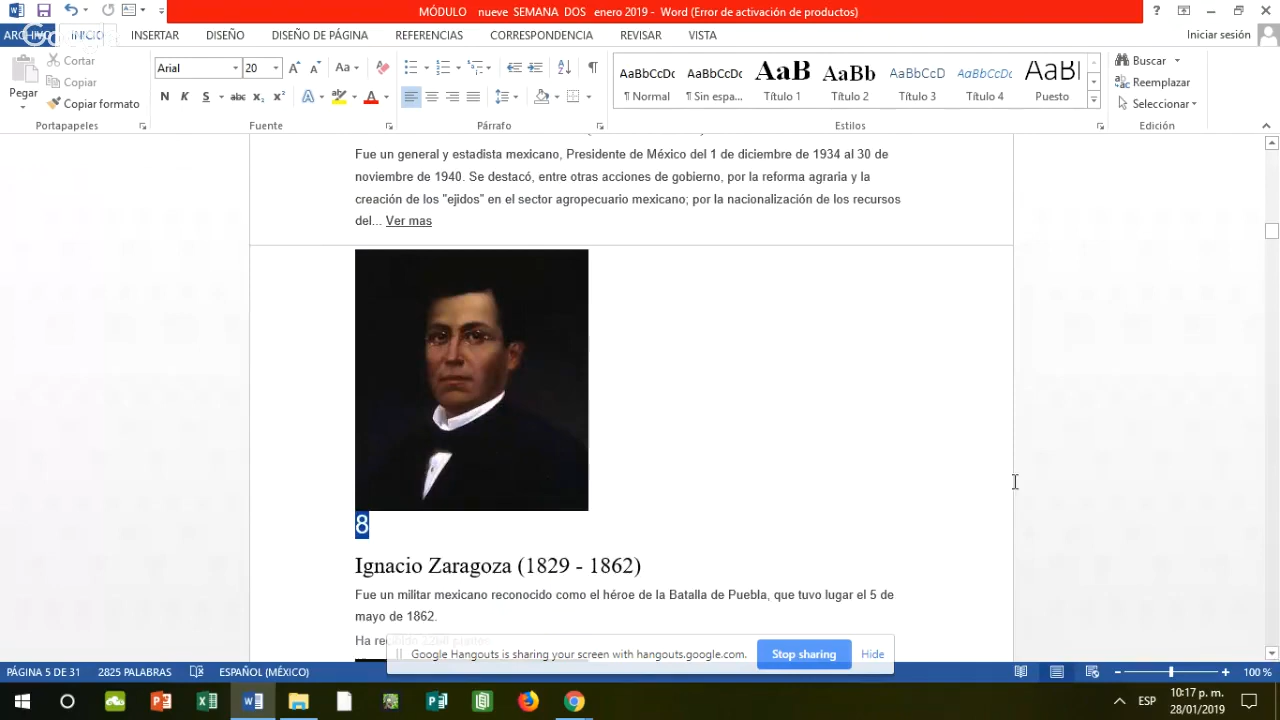 MÓDULO nueve SEMANA DOS enero 2019 - Word (Error de activación de productos)
ARCHIVO INICIO INSERTAR DISEÑO DISEÑO DE PÁGINA REFERENCIAS CORRESPONDENCIA REVISAR VISTA Iniciar sesión
Pegar
Cortar
Copiar
Copiar formato
Portapapeles
Arial 20
N K S abc x₂ x²
Fuente
Párrafo
AaBbCcDc AaBbCcDc AaB AaBb AaBbCcD AaBbCcD AaBl
¶ Normal ¶ Sin espa... Título 1 Título 2 Título 3 Título 4 Puesto
Estilos
Buscar
Reemplazar
Seleccionar
Edición
Fue un general y estadista mexicano, Presidente de México del 1 de diciembre de 1934 al 30 de
noviembre de 1940. Se destacó, entre otras acciones de gobierno, por la reforma agraria y la
creación de los "ejidos" en el sector agropecuario mexicano; por la nacionalización de los recursos
del... Ver mas
8
Ignacio Zaragoza (1829 - 1862)
Fue un militar mexicano reconocido como el héroe de la Batalla de Puebla, que tuvo lugar el 5 de
mayo de 1862.
Google Hangouts is sharing your screen with hangouts.google.com. Stop sharing Hide
PÁGINA 5 DE 31 2825 PALABRAS ESPAÑOL (MÉXICO) 100 %
ESP 10:17 p. m.
28/01/2019